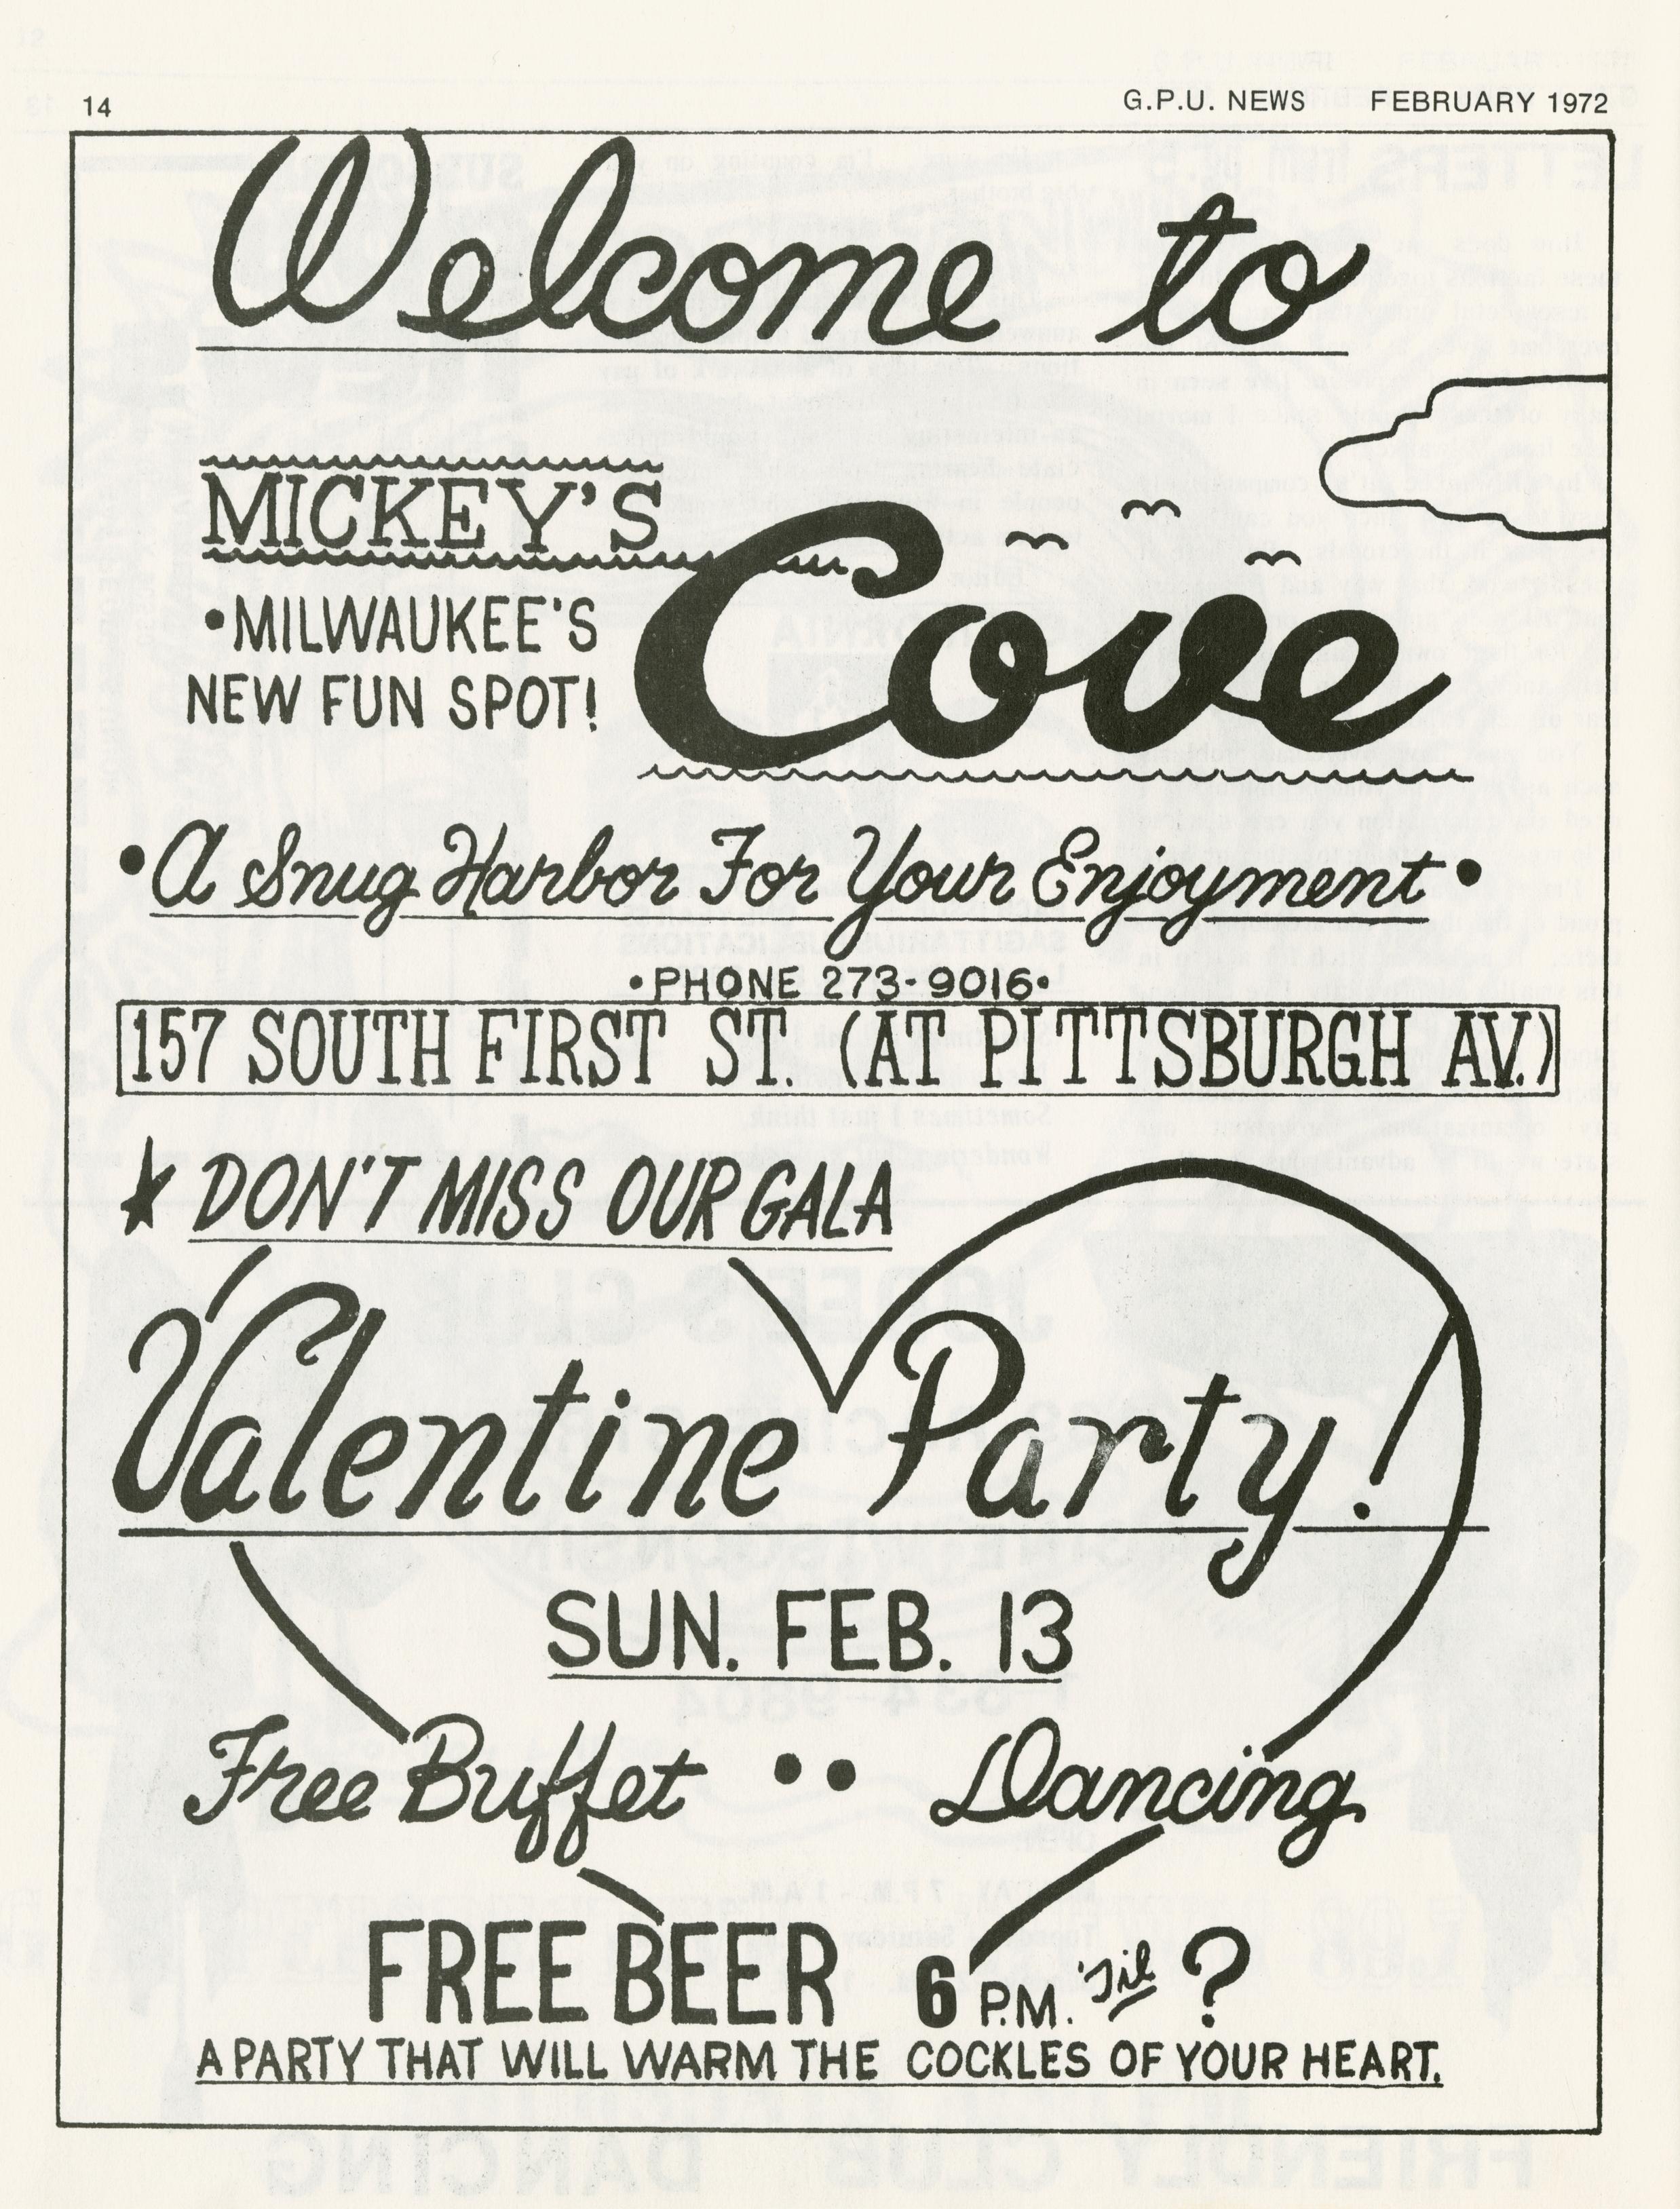 14
G.P.U. NEWS FEBRUARY 1972
Welcome to
MICKEY'S
Cove
•MILWAUKEE'S
NEW FUN SPOT!
•A Snug Harbor For Your Enjoyment•
•PHONE 273-9016•
157 SOUTH FIRST ST. (AT PITTSBURGH AV.)
★ DON'T MISS OUR GALA
Valentine Party!
SUN. FEB. 13
Free Buffet •• Dancing
FREE BEER 6 P.M. 'Til ?
A PARTY THAT WILL WARM THE COCKLES OF YOUR HEART.